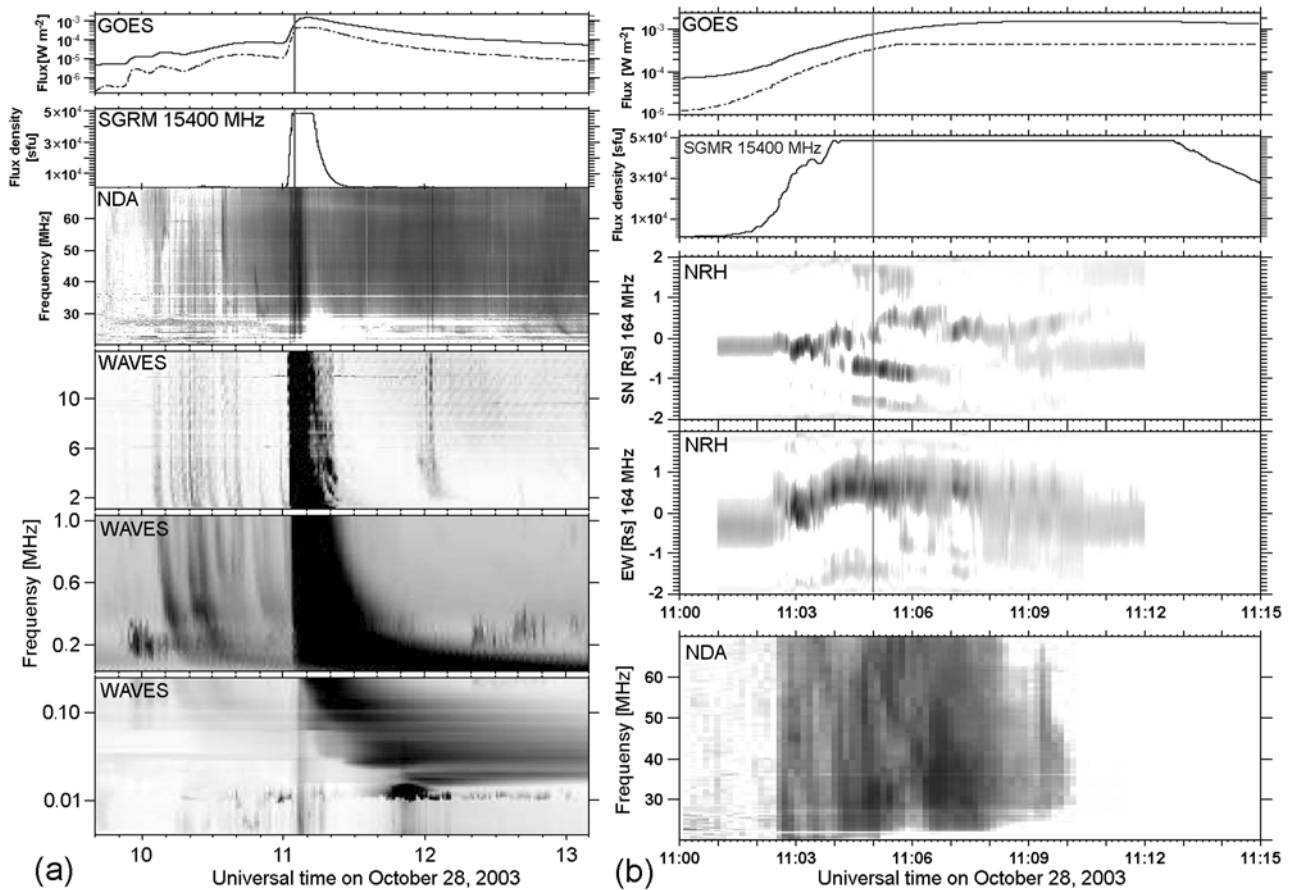 GOES
Flux[W m⁻²]
10⁻³
10⁻⁴
10⁻⁵
10⁻⁶
SGRM 15400 MHz
Flux density
[sfu]
5×10⁴
3×10⁴
1×10⁴
NDA
Frequency [MHz]
60
50
40
30
WAVES
10
6
2
WAVES
Frequensy [MHz]
1.0
0.6
0.2
WAVES
0.10
0.01
10 11 12 13
(a)
Universal time on October 28, 2003
GOES
Flux [W m⁻²]
10⁻³
10⁻⁴
10⁻⁵
SGMR 15400 MHz
Flux density [sfu]
5×10⁴
3×10⁴
1×10⁴
NRH
SN [Rs] 164 MHz
2
1
0
-1
-2
NRH
EW [Rs] 164 MHz
1
0
-1
-2
11:00 11:03 11:06 11:09 11:12 11:15
NDA
Frequency [MHz]
60
50
40
30
11:00 11:03 11:06 11:09 11:12 11:15
(b)
Universal time on October 28, 2003